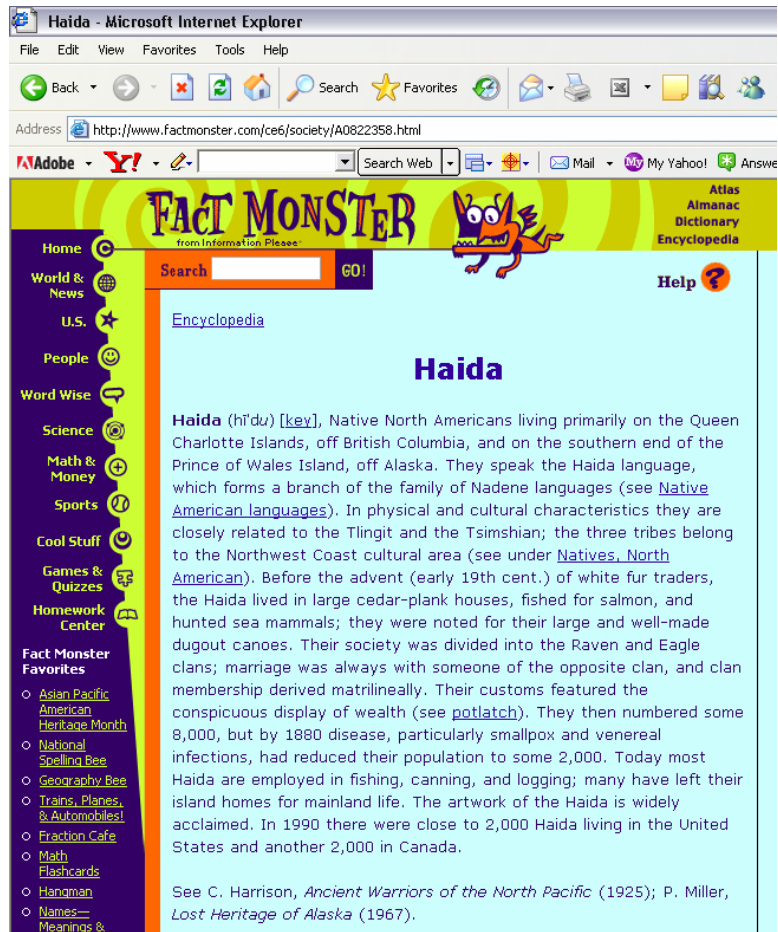 Haida - Microsoft Internet Explorer
File Edit View Favorites Tools Help
Back Search Favorites
Address http://www.factmonster.com/ce6/society/A0822358.html
Adobe Y! Search Web Mail My Yahoo! Answe
FACT MONSTER
from Information Please
Atlas
Almanac
Dictionary
Encyclopedia
Search GO!
Help ?
Home
World &
News
U.S.
People
Word Wise
Science
Math &
Money
Sports
Cool Stuff
Games &
Quizzes
Homework
Center
Fact Monster
Favorites
Asian Pacific
American
Heritage Month
National
Spelling Bee
Geography Bee
Trains, Planes,
& Automobiles!
Fraction Cafe
Math
Flashcards
Hangman
Names—
Meanings &
Encyclopedia
Haida
Haida (hī'du) [key], Native North Americans living primarily on the Queen
Charlotte Islands, off British Columbia, and on the southern end of the
Prince of Wales Island, off Alaska. They speak the Haida language,
which forms a branch of the family of Nadene languages (see Native
American languages). In physical and cultural characteristics they are
closely related to the Tlingit and the Tsimshian; the three tribes belong
to the Northwest Coast cultural area (see under Natives, North
American). Before the advent (early 19th cent.) of white fur traders,
the Haida lived in large cedar-plank houses, fished for salmon, and
hunted sea mammals; they were noted for their large and well-made
dugout canoes. Their society was divided into the Raven and Eagle
clans; marriage was always with someone of the opposite clan, and clan
membership derived matrilineally. Their customs featured the
conspicuous display of wealth (see potlatch). They then numbered some
8,000, but by 1880 disease, particularly smallpox and venereal
infections, had reduced their population to some 2,000. Today most
Haida are employed in fishing, canning, and logging; many have left their
island homes for mainland life. The artwork of the Haida is widely
acclaimed. In 1990 there were close to 2,000 Haida living in the United
States and another 2,000 in Canada.
See C. Harrison, Ancient Warriors of the North Pacific (1925); P. Miller,
Lost Heritage of Alaska (1967).